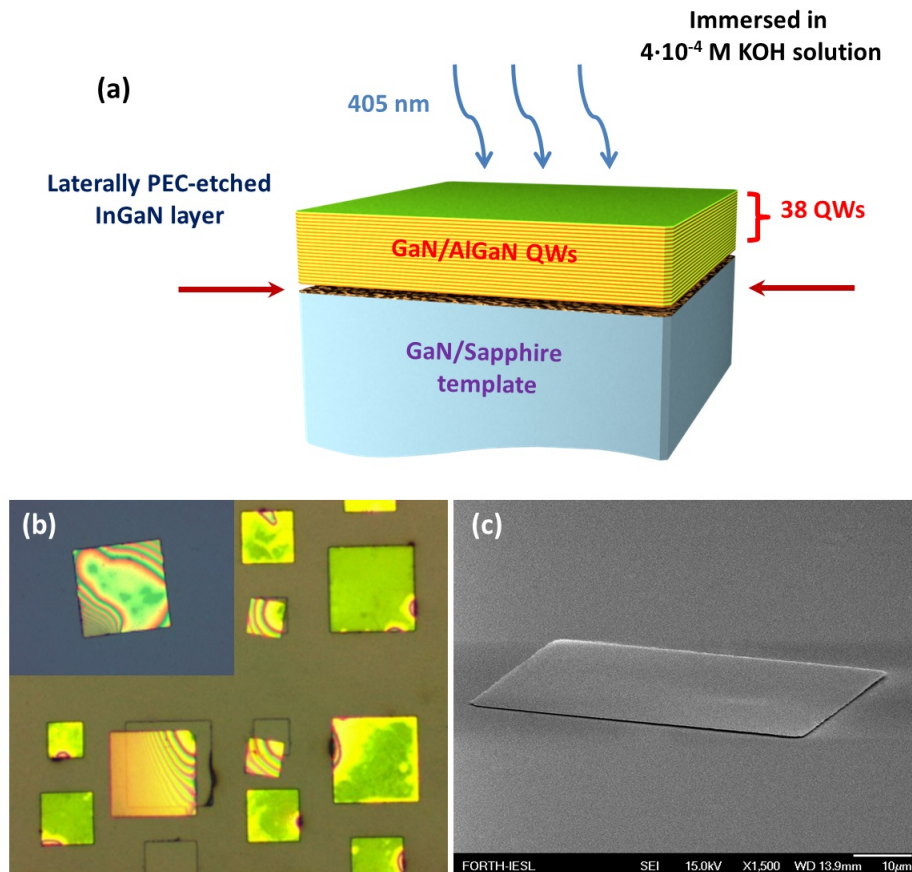 Immersed in
4·10⁻⁴ M KOH solution
(a)
405 nm
Laterally PEC-etched
InGaN layer
38 QWs
GaN/AlGaN QWs
GaN/Sapphire
template
(b)
(c)
FORTH-IESL SEI 15.0kV X1,500 WD 13.9mm 10μm